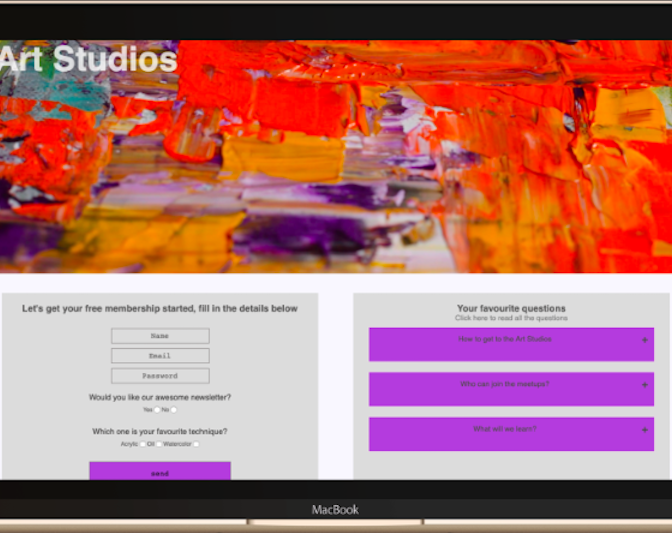 Art Studios
Let's get your free membership started, fill in the details below
Name
Email
Password
Would you like our awesome newsletter?
Yes No
Which one is your favourite technique?
Acrylic Oil Watercolor
send
Your favourite questions
Click here to read all the questions
How to get to the Art Studios +
Who can join the meetups? +
What will we learn? +
MacBook